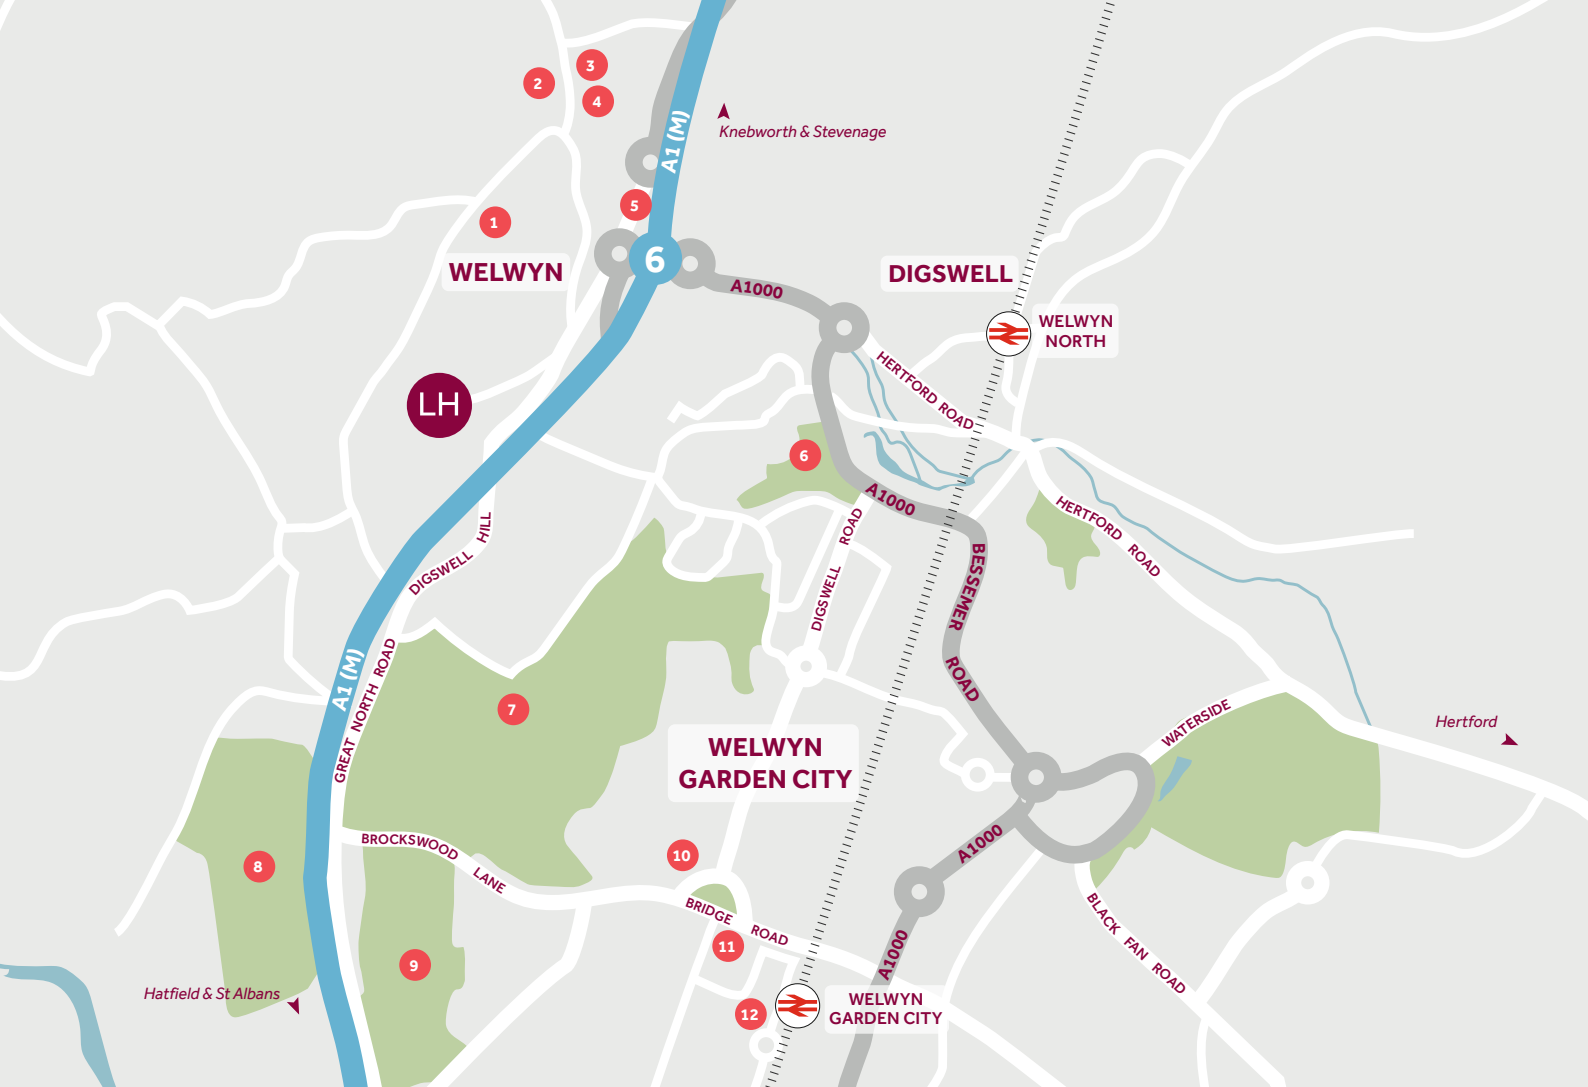 3
2
4
A1 (M)
Knebworth & Stevenage
5
1
6
WELWYN
DIGSWELL
A1000
WELWYN
NORTH
HERTFORD ROAD
LH
6
A1000
HERTFORD ROAD
DIGSWELL HILL
DIGSWELL ROAD
BESSEMER ROAD
A1 (M)
GREAT NORTH ROAD
7
WATERSIDE
Hertford
WELWYN
GARDEN CITY
BROCKSWOOD LANE
A1000
10
8
BRIDGE ROAD
BLACK FAN ROAD
11
9
A1000
Hatfield & St Albans
12
WELWYN
GARDEN CITY